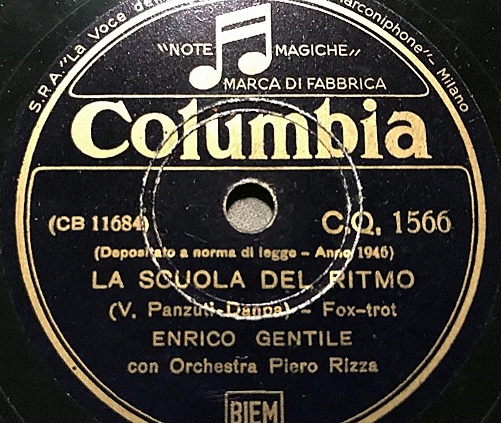 S.R.A. "La Voce de Marconiphone" - Milano
"NOTE MAGICHE"
MARCA DI FABBRICA
Columbia
(CB 11684) C.Q. 1566
(Depositato a norma di legge - Anno 1946)
LA SCUOLA DEL RITMO
(V. Panzuti-Danpa) - Fox-trot
ENRICO GENTILE
con Orchestra Piero Rizza
BIEM